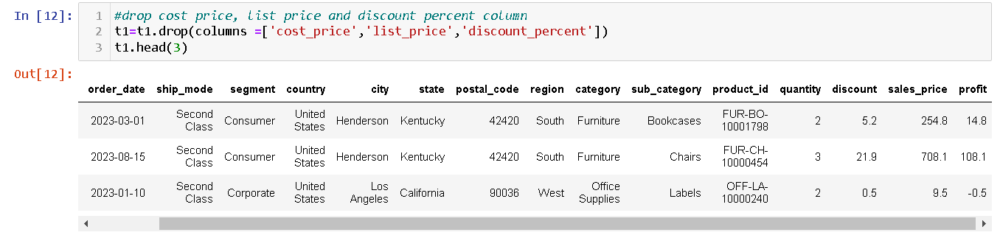 In [12]:
1 #drop cost price, list price and discount percent column
2 t1=t1.drop(columns =['cost_price','list_price','discount_percent'])
3 t1.head(3)
Out[12]:
order_date ship_mode segment country city state postal_code region category sub_category product_id quantity discount sales_price profit
2023-03-01 Second Class Consumer United States Henderson Kentucky 42420 South Furniture Bookcases FUR-BO-10001798 2 5.2 254.8 14.8
2023-08-15 Second Class Consumer United States Henderson Kentucky 42420 South Furniture Chairs FUR-CH-10000454 3 21.9 708.1 108.1
2023-01-10 Second Class Corporate United States Los Angeles California 90036 West Office Supplies Labels OFF-LA-10000240 2 0.5 9.5 -0.5